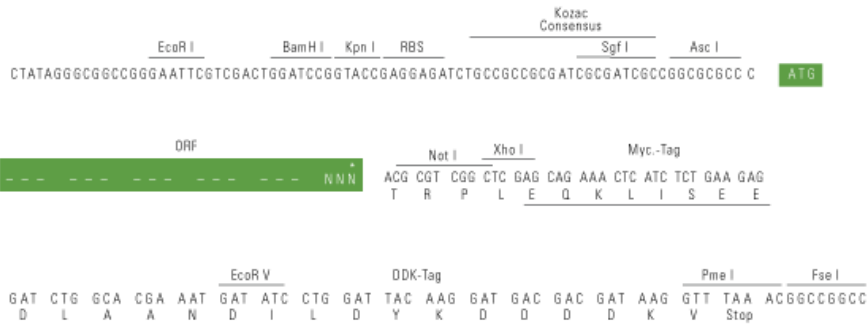 Kozac
Consensus
EcoR I BamH I Kpn I RBS Sgf I Asc I
CTATAGGGCGGCCGGGAATTCGTCGACTGGATCCGGTACCGAGGAGATCTGCCGCCGCGATCGCGATCGCCGGCGCGCC C ATG
ORF
Not I Xho I Myc.-Tag
_ _ _ _ _ _ _ _ _ _ _ _ _ _ _ N N N ACG CGT CGG CTC GAG CAG AAA CTC ATC TCT GAA GAG
T R P L E Q K L I S E E
EcoR V DDK-Tag Pme I Fse I
GAT CTG GCA CGA AAT GAT ATC CTG GAT TAC AAG GAT GAC GAC GAT AAG GTT TAA ACGGCCGGCC
D L A A N D I L D Y K D D D D K V Stop